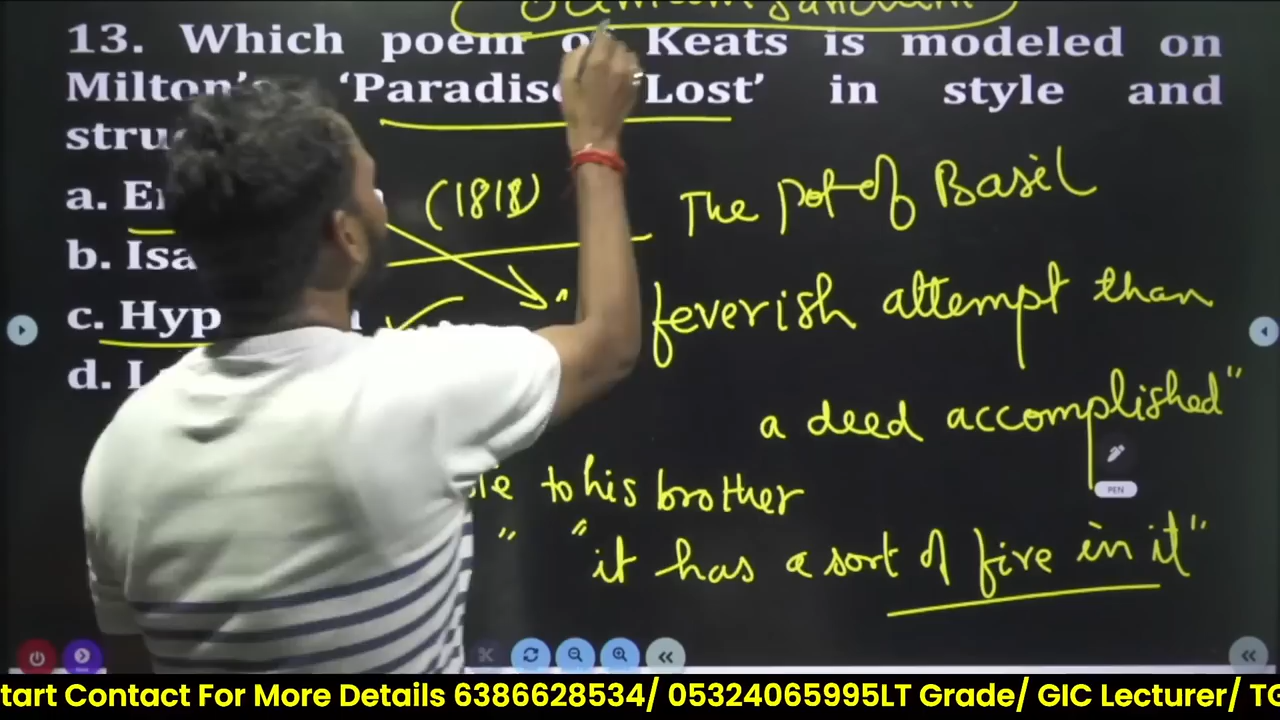 13. Which poem of Keats is modeled on
Milton's 'Paradise Lost' in style and
a.
(1818)
The pot of Basil
b.
c. Hyp
feverish attempt than
d.
a deed accomplished"
to his brother
" "it has a sort of fire in it"
PEN
tart Contact For More Details 6386628534/ 05324065995LT Grade/ GIC Lecturer/ TG